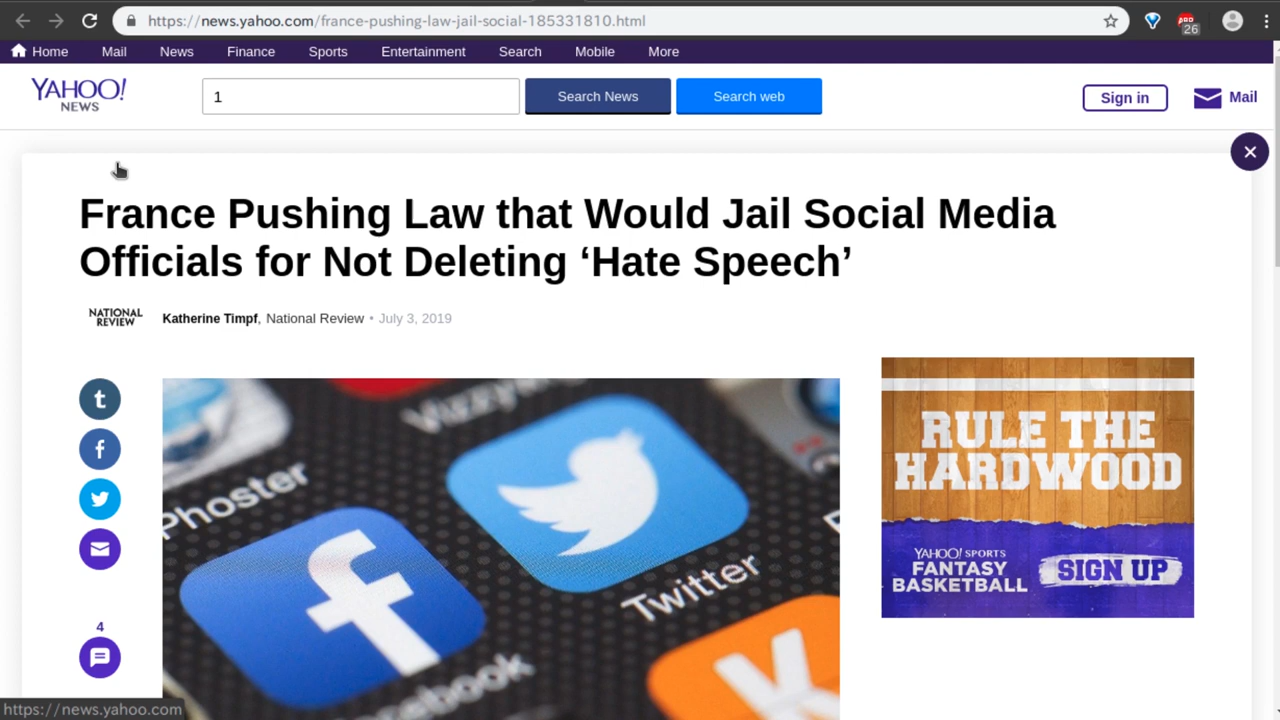 https://news.yahoo.com/france-pushing-law-jail-social-185331810.html
26
Home Mail News Finance Sports Entertainment Search Mobile More
YAHOO!
NEWS
1
Search News
Search web
Sign in
Mail
France Pushing Law that Would Jail Social Media
Officials for Not Deleting ‘Hate Speech’
NATIONAL
REVIEW
Katherine Timpf, National Review • July 3, 2019
Phoster
Twitter
RULE THE
HARDWOOD
YAHOO! SPORTS
FANTASY
BASKETBALL
SIGN UP
4
https://news.yahoo.com